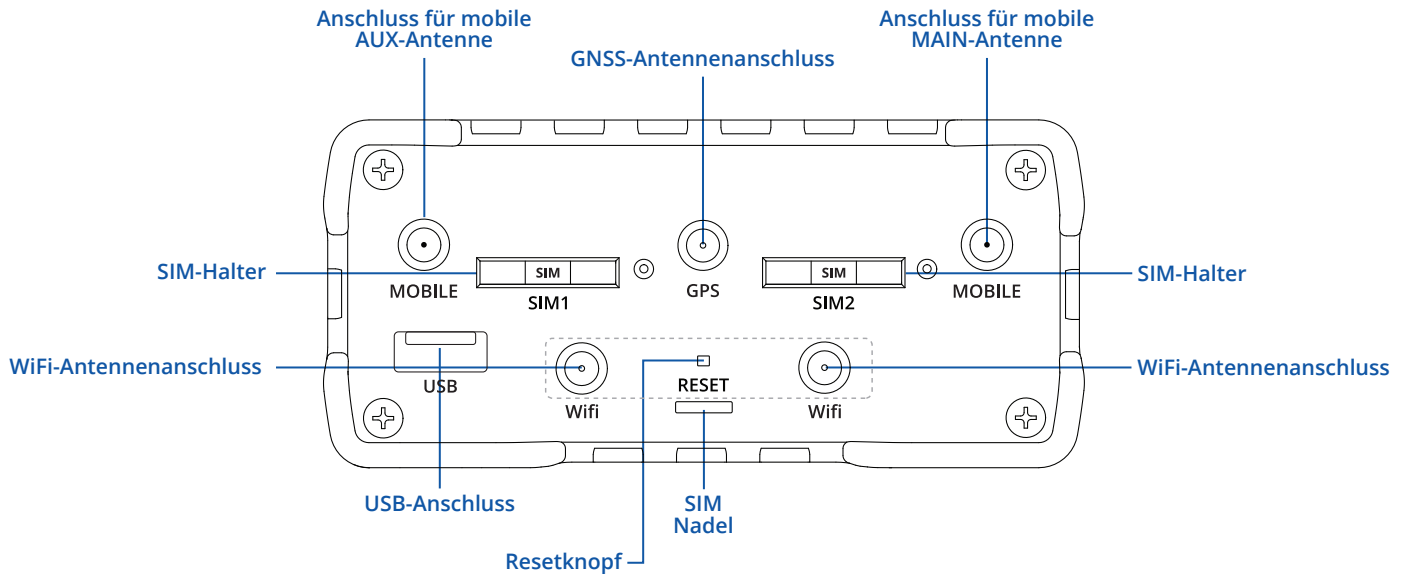 Anschluss für mobile
AUX-Antenne
Anschluss für mobile
MAIN-Antenne
GNSS-Antennenanschluss
SIM-Halter
SIM
SIM
SIM-Halter
MOBILE
SIM1
GPS
SIM2
MOBILE
WiFi-Antennenanschluss
WiFi-Antennenanschluss
USB
RESET
Wifi
Wifi
USB-Anschluss
SIM
Nadel
Resetknopf